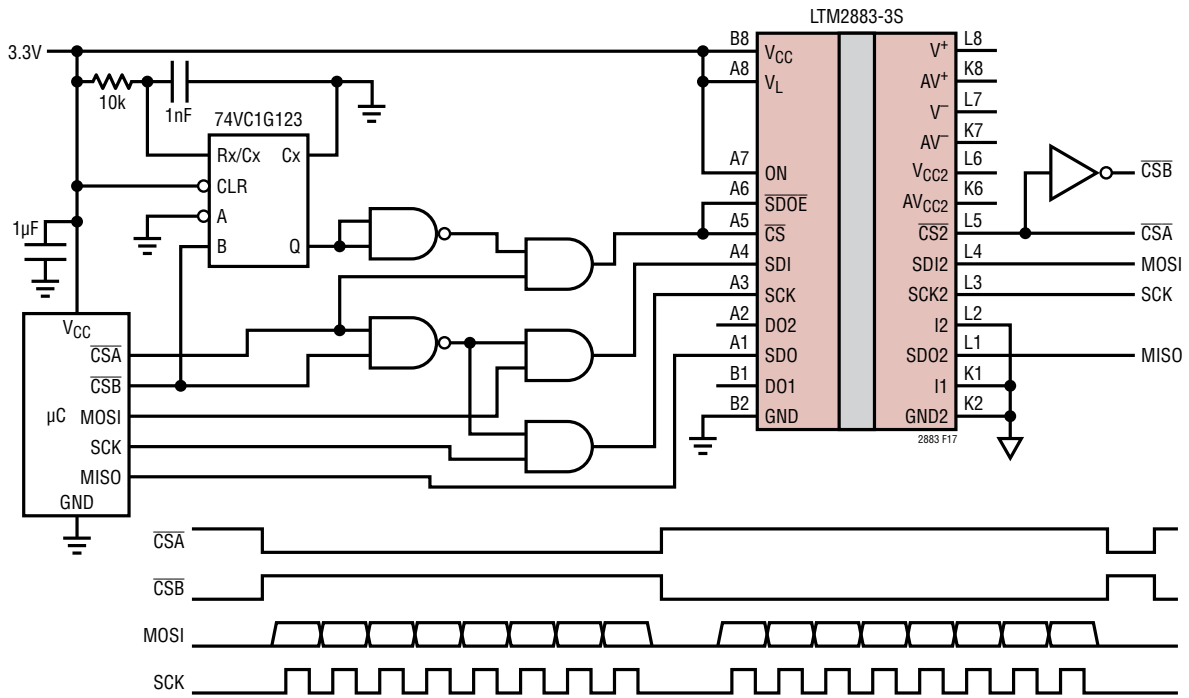 LTM2883-3S
3.3V
10k
1nF
74VC1G123
Rx/Cx
Cx
CLR
A
B
Q
1µF
VCC
CSA
CSB
µC
MOSI
SCK
MISO
GND
B8
VCC
A8
VL
A7
ON
A6
SDOE
A5
CS
A4
SDI
A3
SCK
A2
DO2
A1
SDO
B1
DO1
B2
GND
V+
L8
AV+
K8
V−
L7
AV−
K7
VCC2
L6
AVCC2
K6
CS2
L5
SDI2
L4
SCK2
L3
I2
L2
SDO2
L1
I1
K1
GND2
K2
CSB
CSA
MOSI
SCK
MISO
2883 F17
CSA
CSB
MOSI
SCK